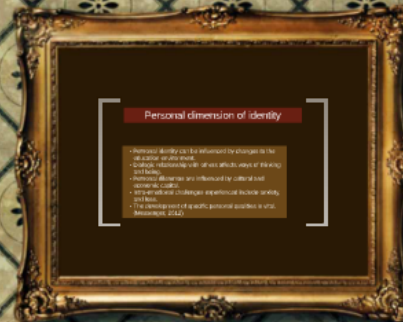 Personal dimension of identity
- Personal identity can be influenced by changes to the
education environment.
- Dialogic relationship with others affects ways of thinking
and being.
- Personal dilemmas are influenced by cultural and
economic capital.
- Intra-emotional challenges experienced include anxiety,
and loss.
- The development of specific personal qualities is vital.
2012)